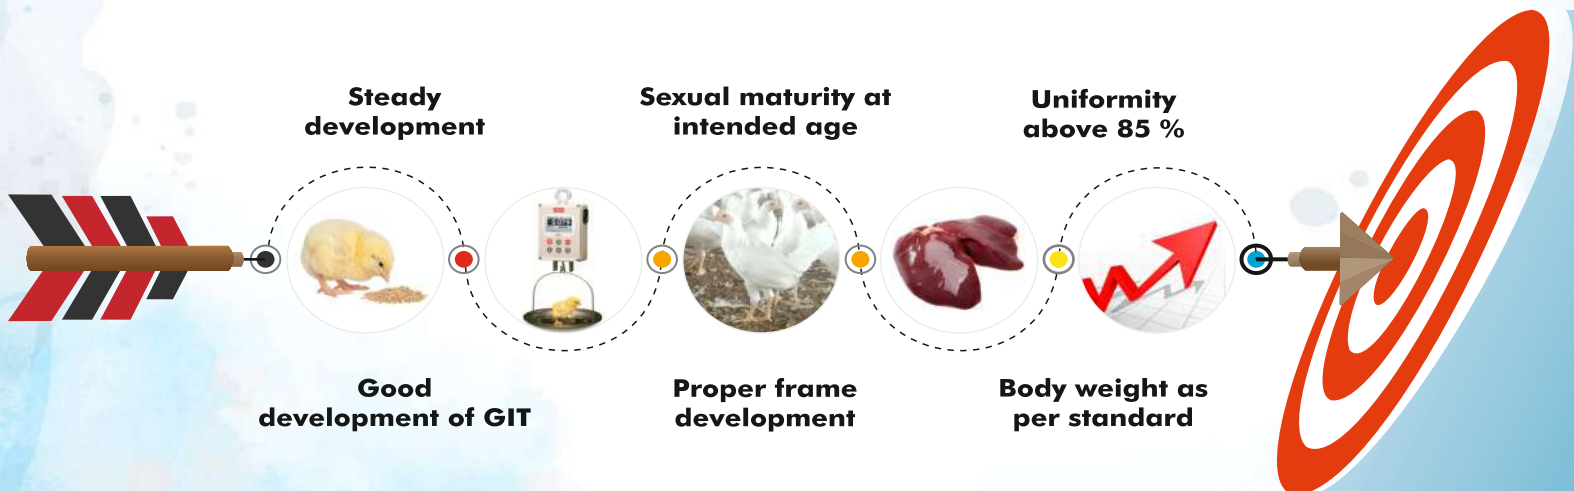 Steady
development
Sexual maturity at
intended age
Uniformity
above 85 %
Good
development of GIT
Proper frame
development
Body weight as
per standard